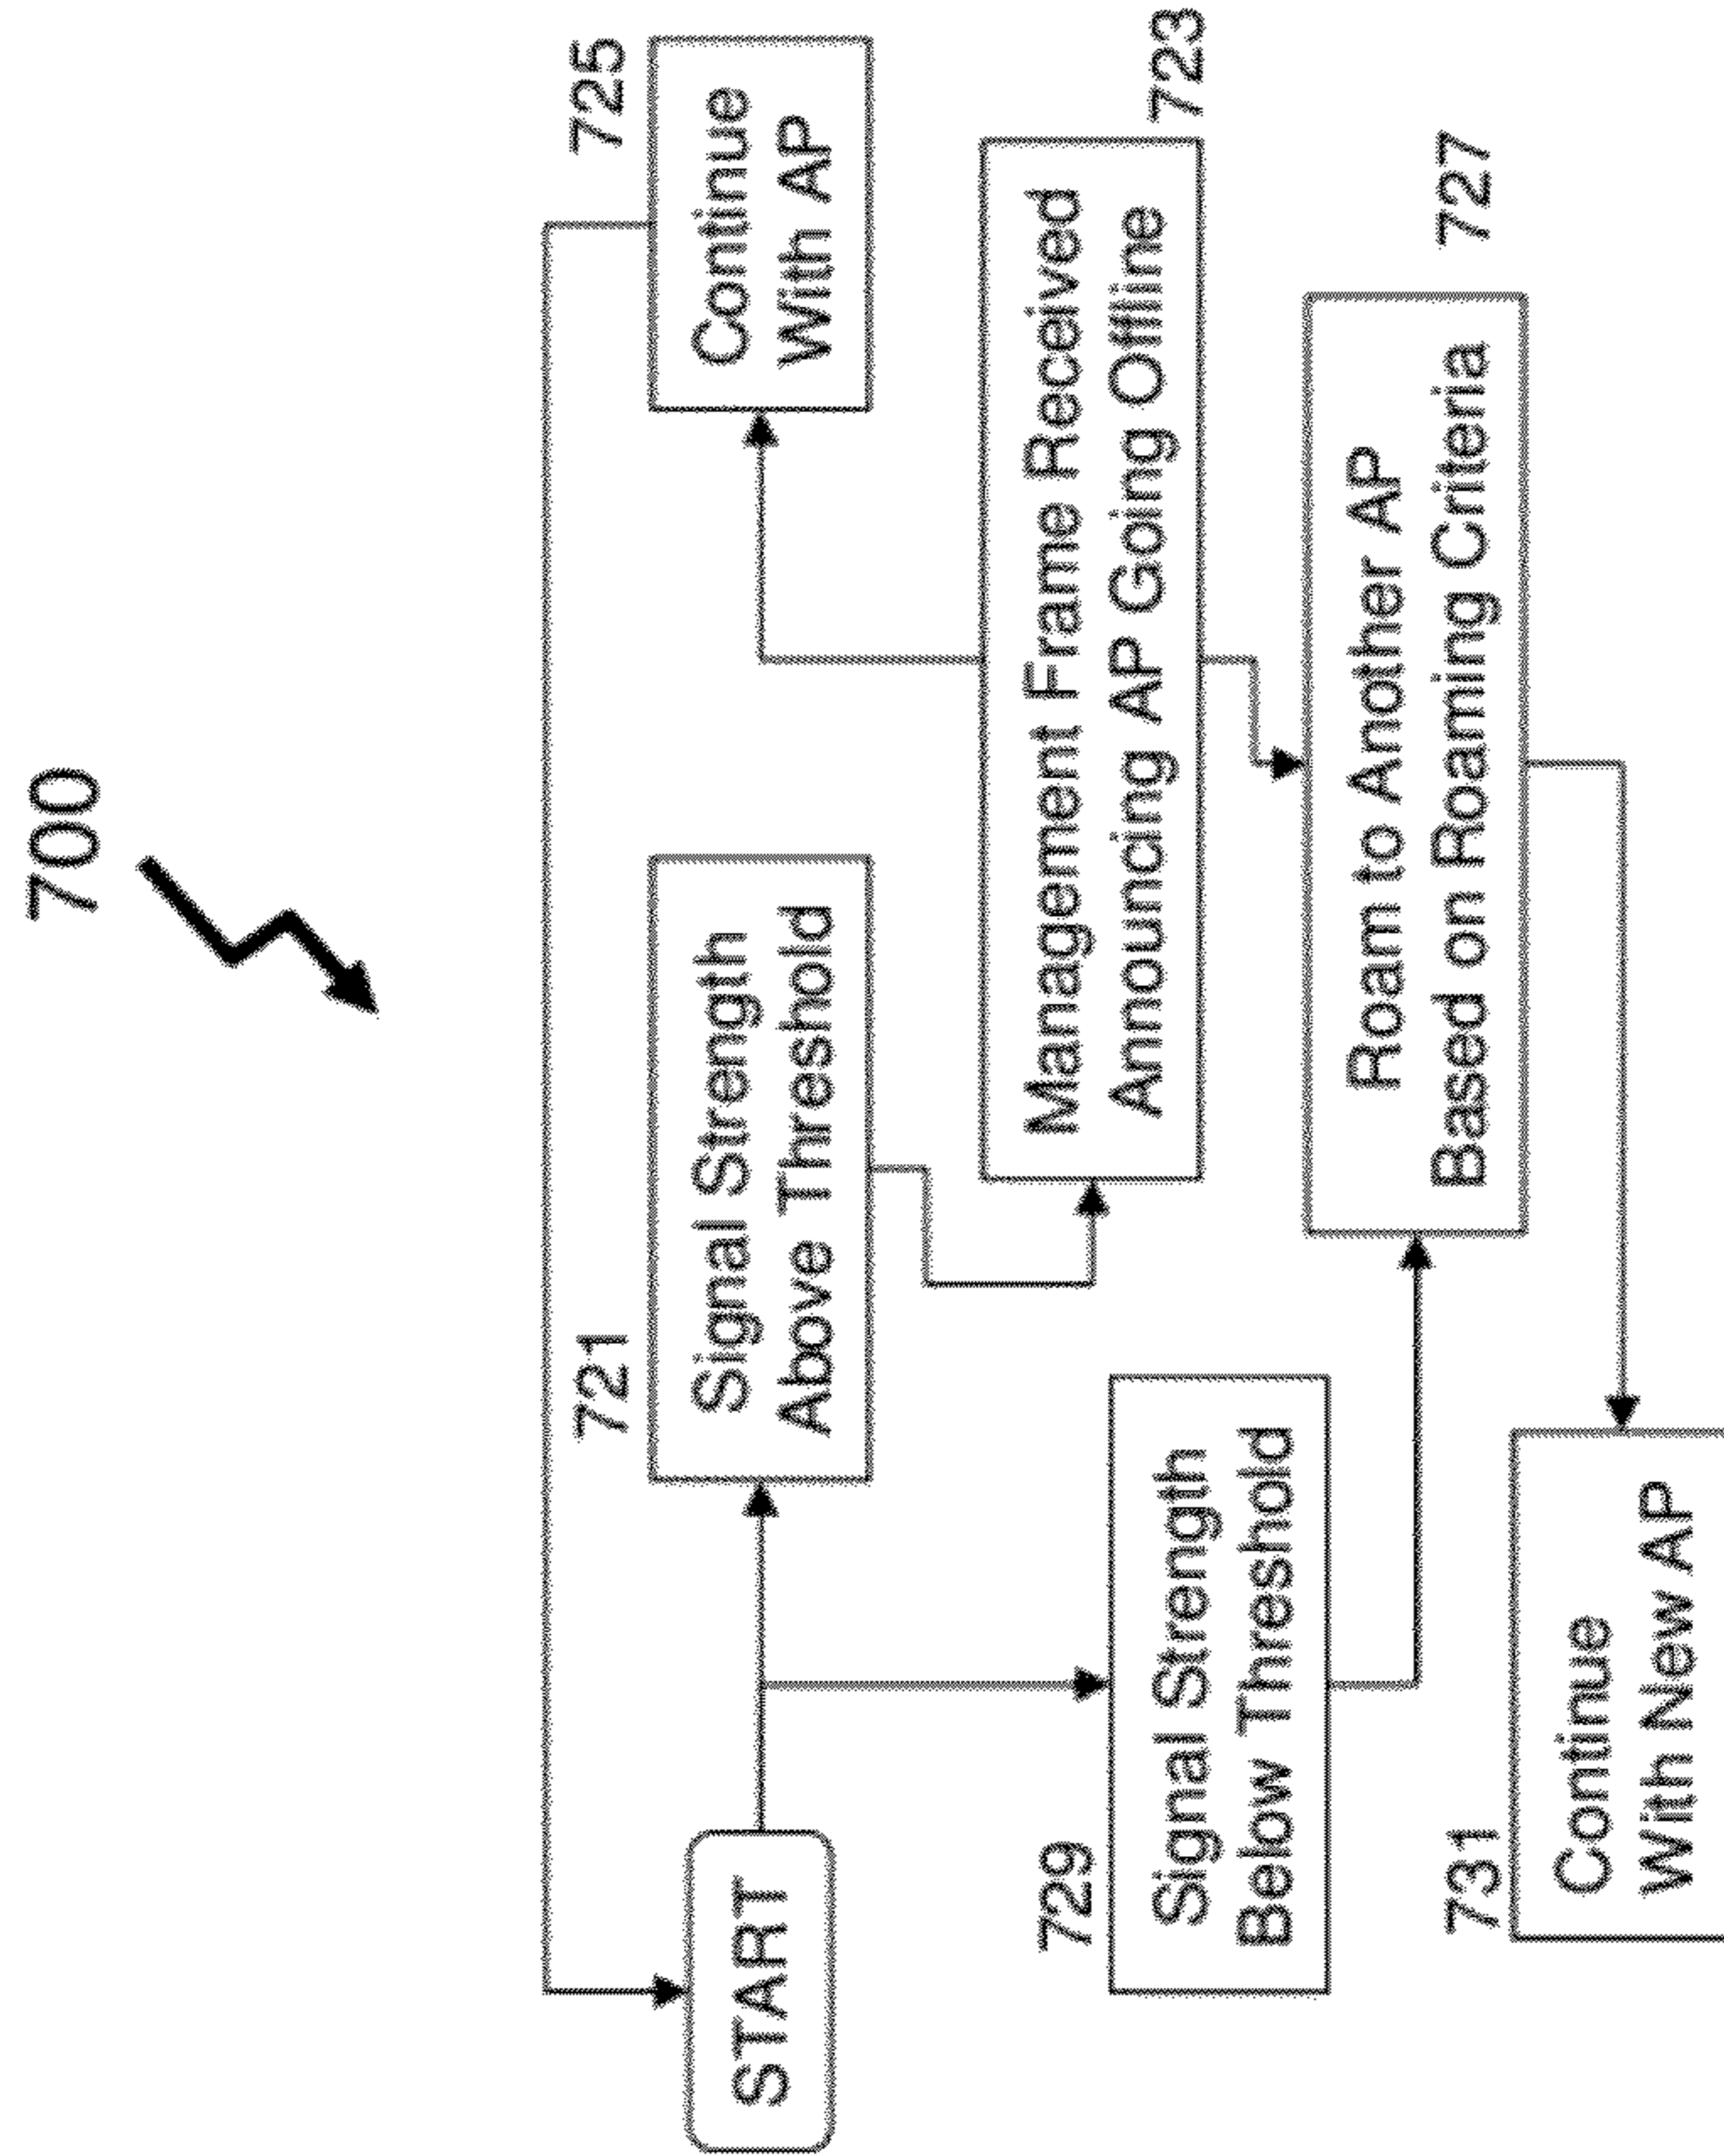 700
START
721
Signal Strength
Above Threshold
725
Continue
With AP
Management Frame Received
Announcing AP Going Offline
723
729
Signal Strength
Below Threshold
Roam to Another AP
Based on Roaming Criteria
727
731
Continue
With New AP